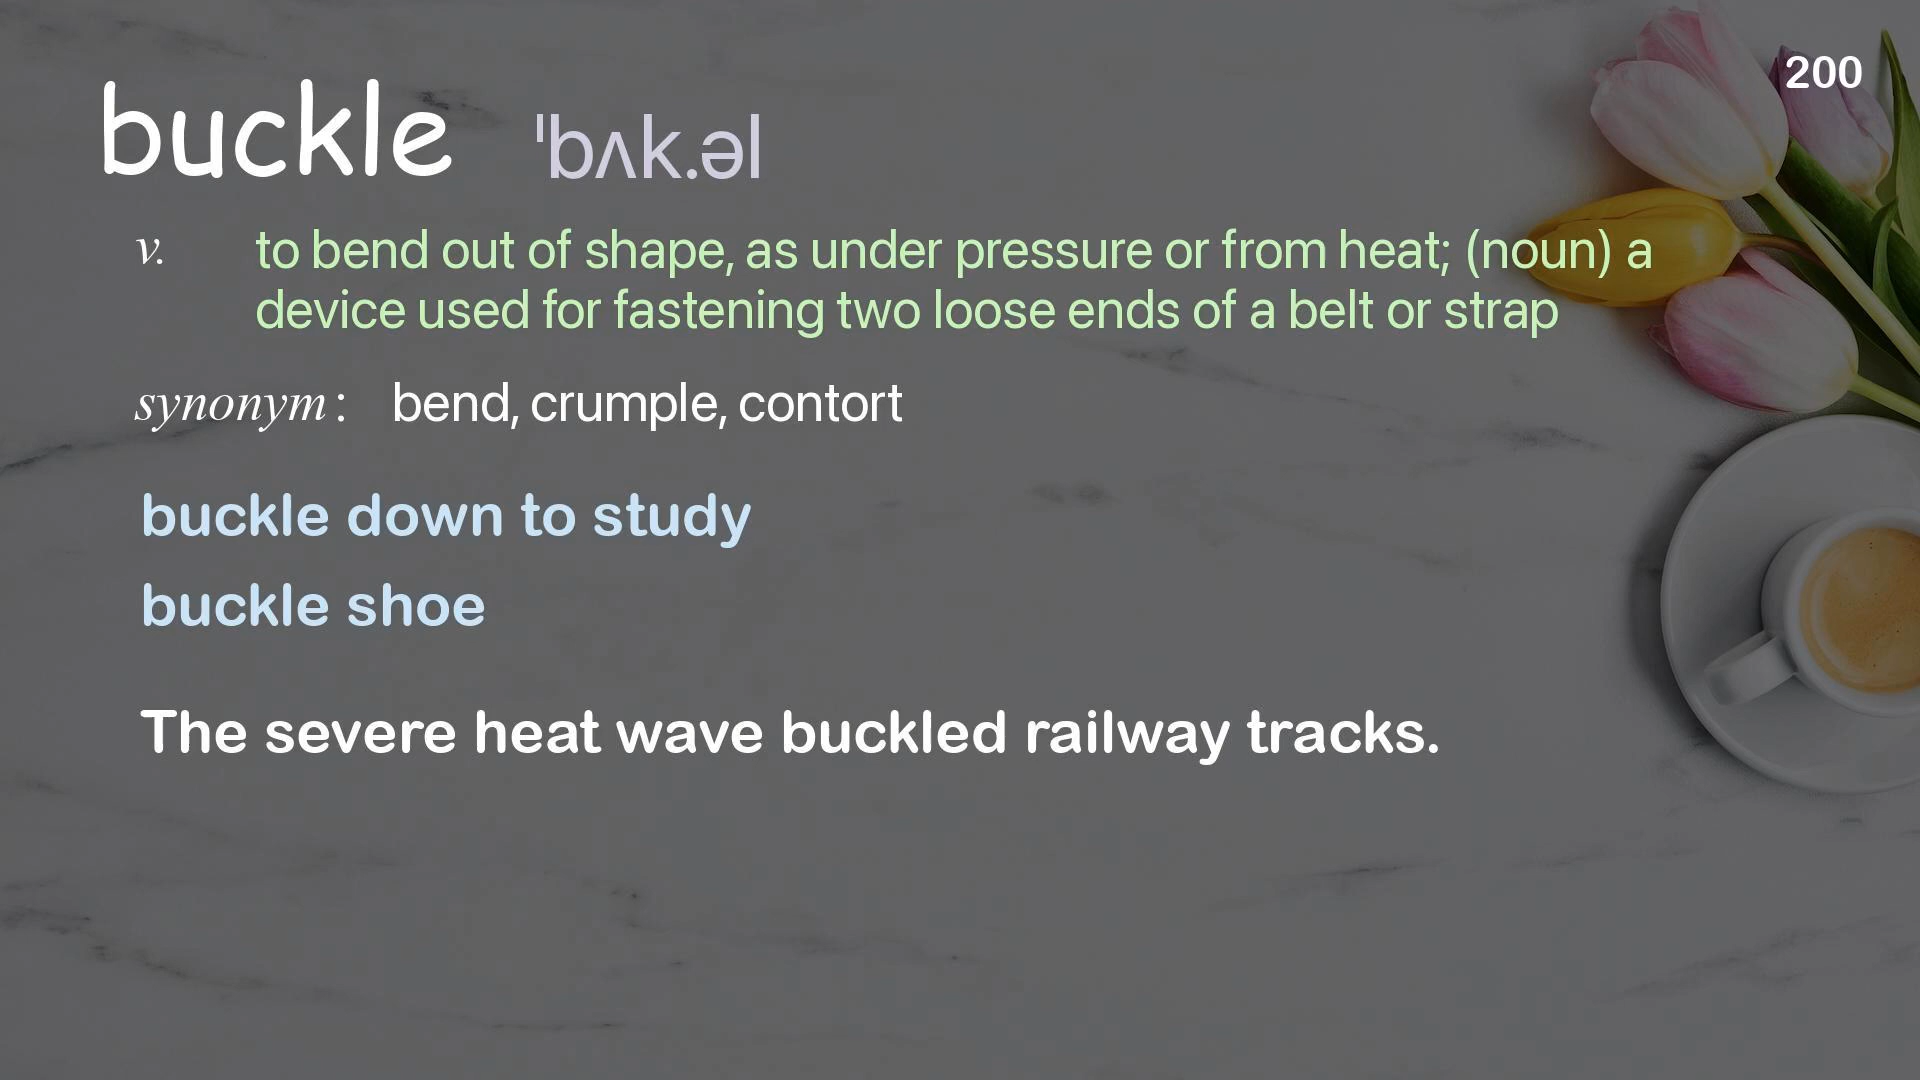 200
buckle ˈbʌk.əl
v. to bend out of shape, as under pressure or from heat; (noun) a
device used for fastening two loose ends of a belt or strap
synonym: bend, crumple, contort
buckle down to study
buckle shoe
The severe heat wave buckled railway tracks.